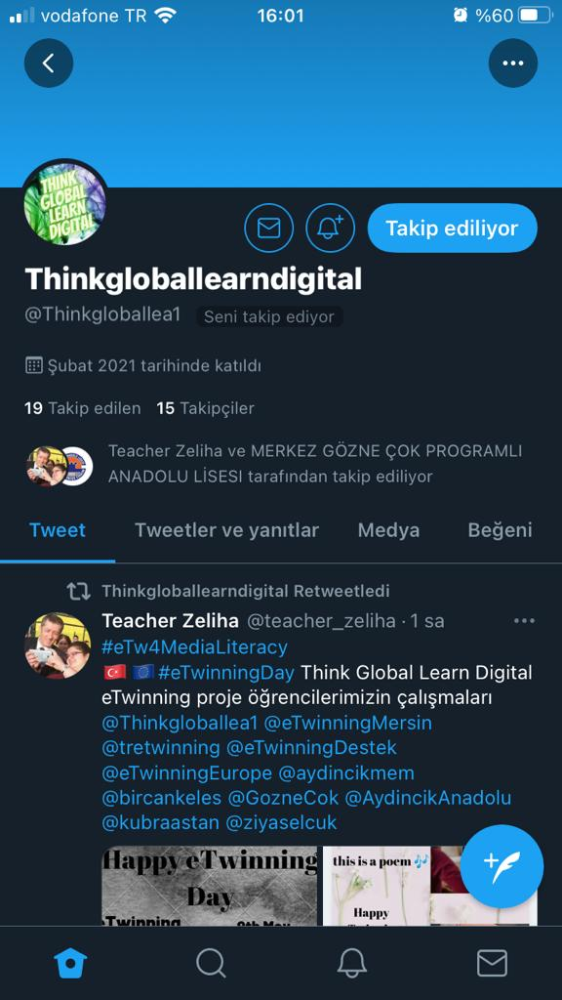 vodafone TR
16:01
%60
THINK
GLOBAL
LEARN
DIGITAL
Takip ediliyor
Thinkgloballearndigital
@Thinkgloballea1 Seni takip ediyor
Şubat 2021 tarihinde katıldı
19 Takip edilen 15 Takipçiler
Teacher Zeliha ve MERKEZ GÖZNE ÇOK PROGRAMLI
ANADOLU LİSESI tarafından takip ediliyor
Tweet Tweetler ve yanıtlar Medya Beğeni
Thinkgloballearndigital Retweetledi
Teacher Zeliha @teacher_zeliha · 1 sa
#eTw4MediaLiteracy
#eTwinningDay Think Global Learn Digital
eTwinning proje öğrencilerimizin çalışmaları
@Thinkgloballea1 @eTwinningMersin
@tretwinning @eTwinningDestek
@eTwinningEurope @aydincikmem
@bircankeles @GozneCok @AydincikAnadolu
@kubraastan @ziyaselcuk
Happy eTwinning
Day
eTwinning 9th May
this is a poem
Happy